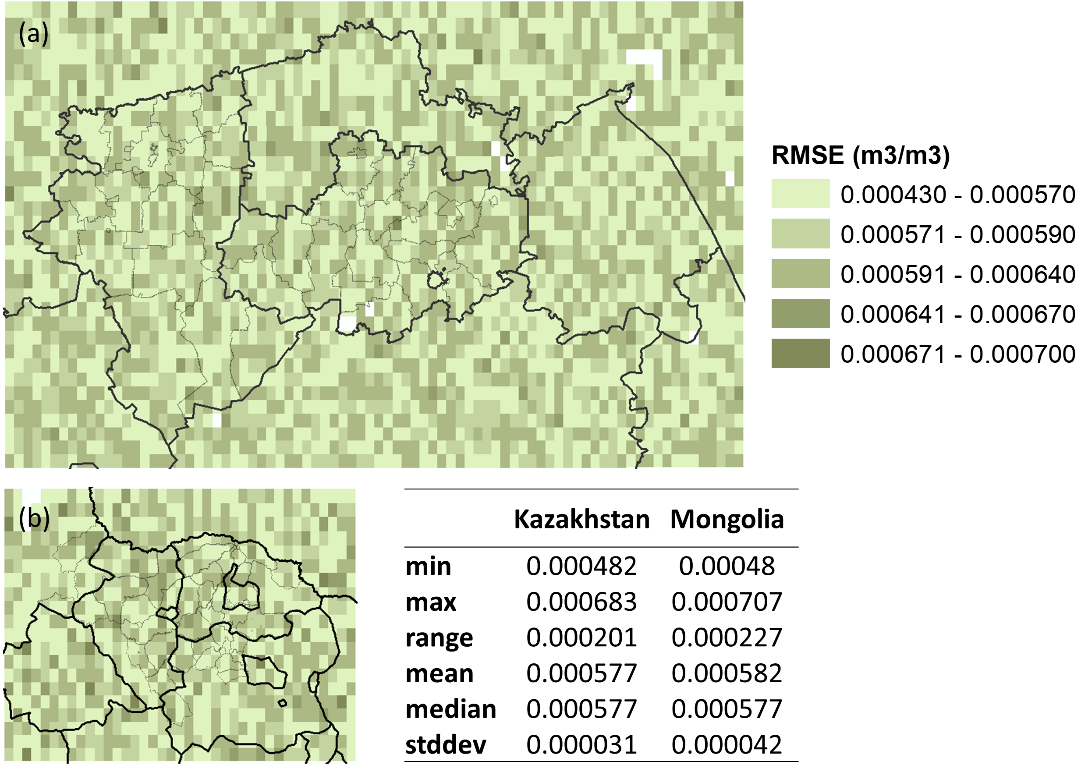 (a)
RMSE (m3/m3)
0.000430 - 0.000570
0.000571 - 0.000590
0.000591 - 0.000640
0.000641 - 0.000670
0.000671 - 0.000700
(b)
Kazakhstan Mongolia
min 0.000482 0.00048
max 0.000683 0.000707
range 0.000201 0.000227
mean 0.000577 0.000582
median 0.000577 0.000577
stddev 0.000031 0.000042